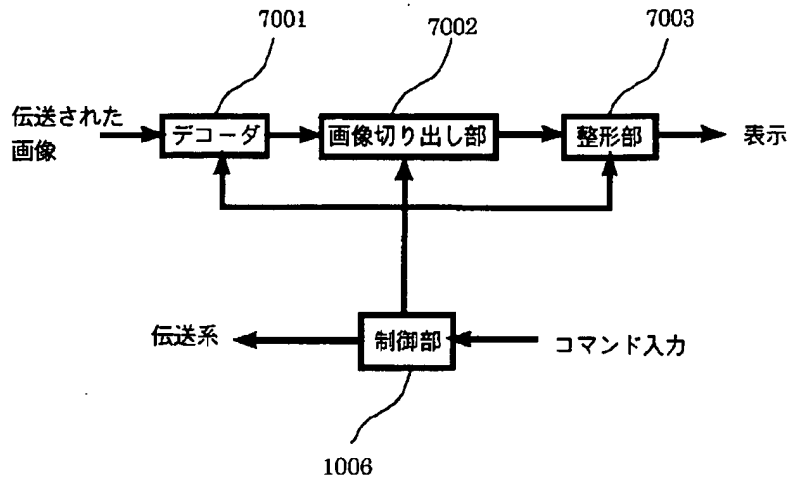 7001
7002
7003
伝送された
画像
デコーダ
画像切り出し部
整形部
表示
伝送系
制御部
コマンド入力
1006